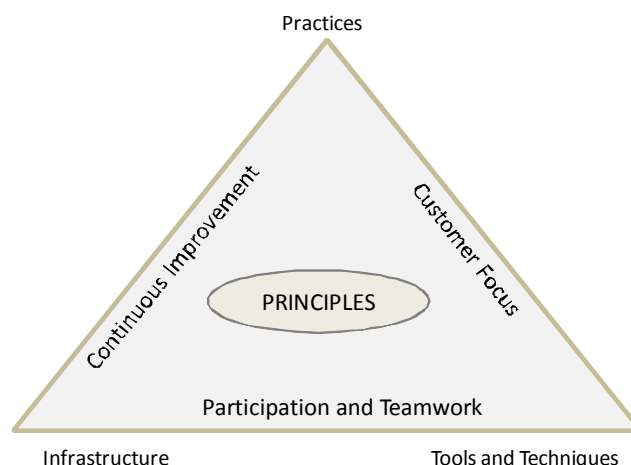 Practices
Continuous Improvement
Customer Focus
PRINCIPLES
Participation and Teamwork
Infrastructure
Tools and Techniques